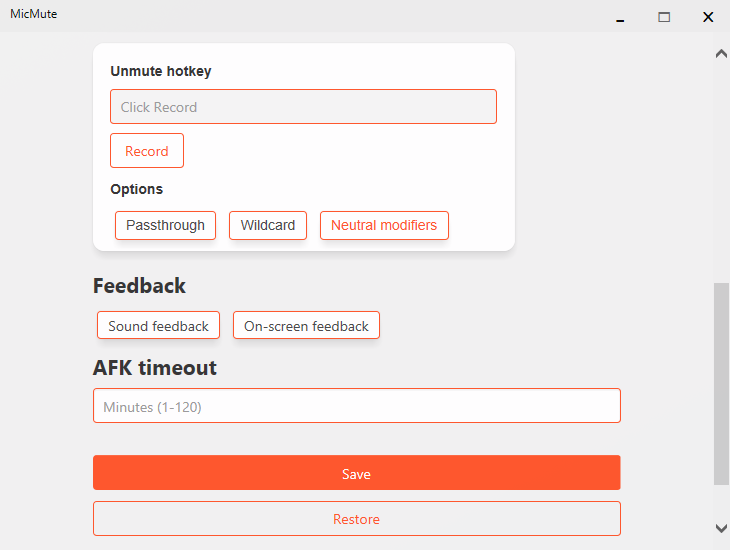 MicMute
Unmute hotkey
Click Record
Record
Options
Passthrough Wildcard Neutral modifiers
Feedback
Sound feedback On-screen feedback
AFK timeout
Minutes (1-120)
Save
Restore